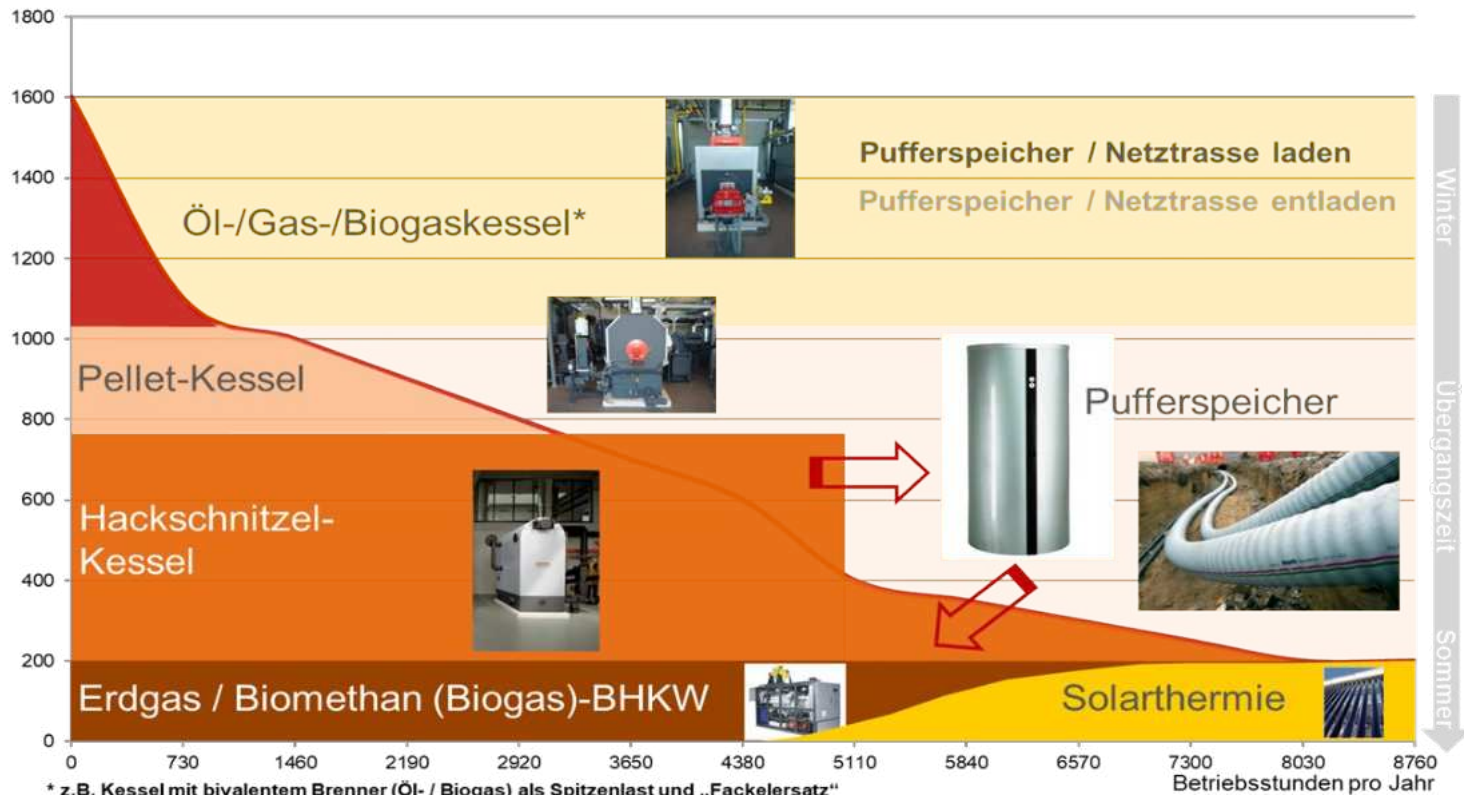 1800
1600
1400
1200
1000
800
600
400
200
0
Pufferspeicher / Netztrasse laden
Pufferspeicher / Netztrasse entladen
Öl-/Gas-/Biogaskessel*
Pellet-Kessel
Pufferspeicher
Hackschnitzel-
Kessel
Erdgas / Biomethan (Biogas)-BHKW
Solarthermie
Winter
Übergangszeit
Sommer
0 730 1460 2190 2920 3650 4380 5110 5840 6570 7300 8030 8760
Betriebsstunden pro Jahr
* z.B. Kessel mit bivalentem Brenner (Öl- / Biogas) als Spitzenlast und „Fackelersatz“